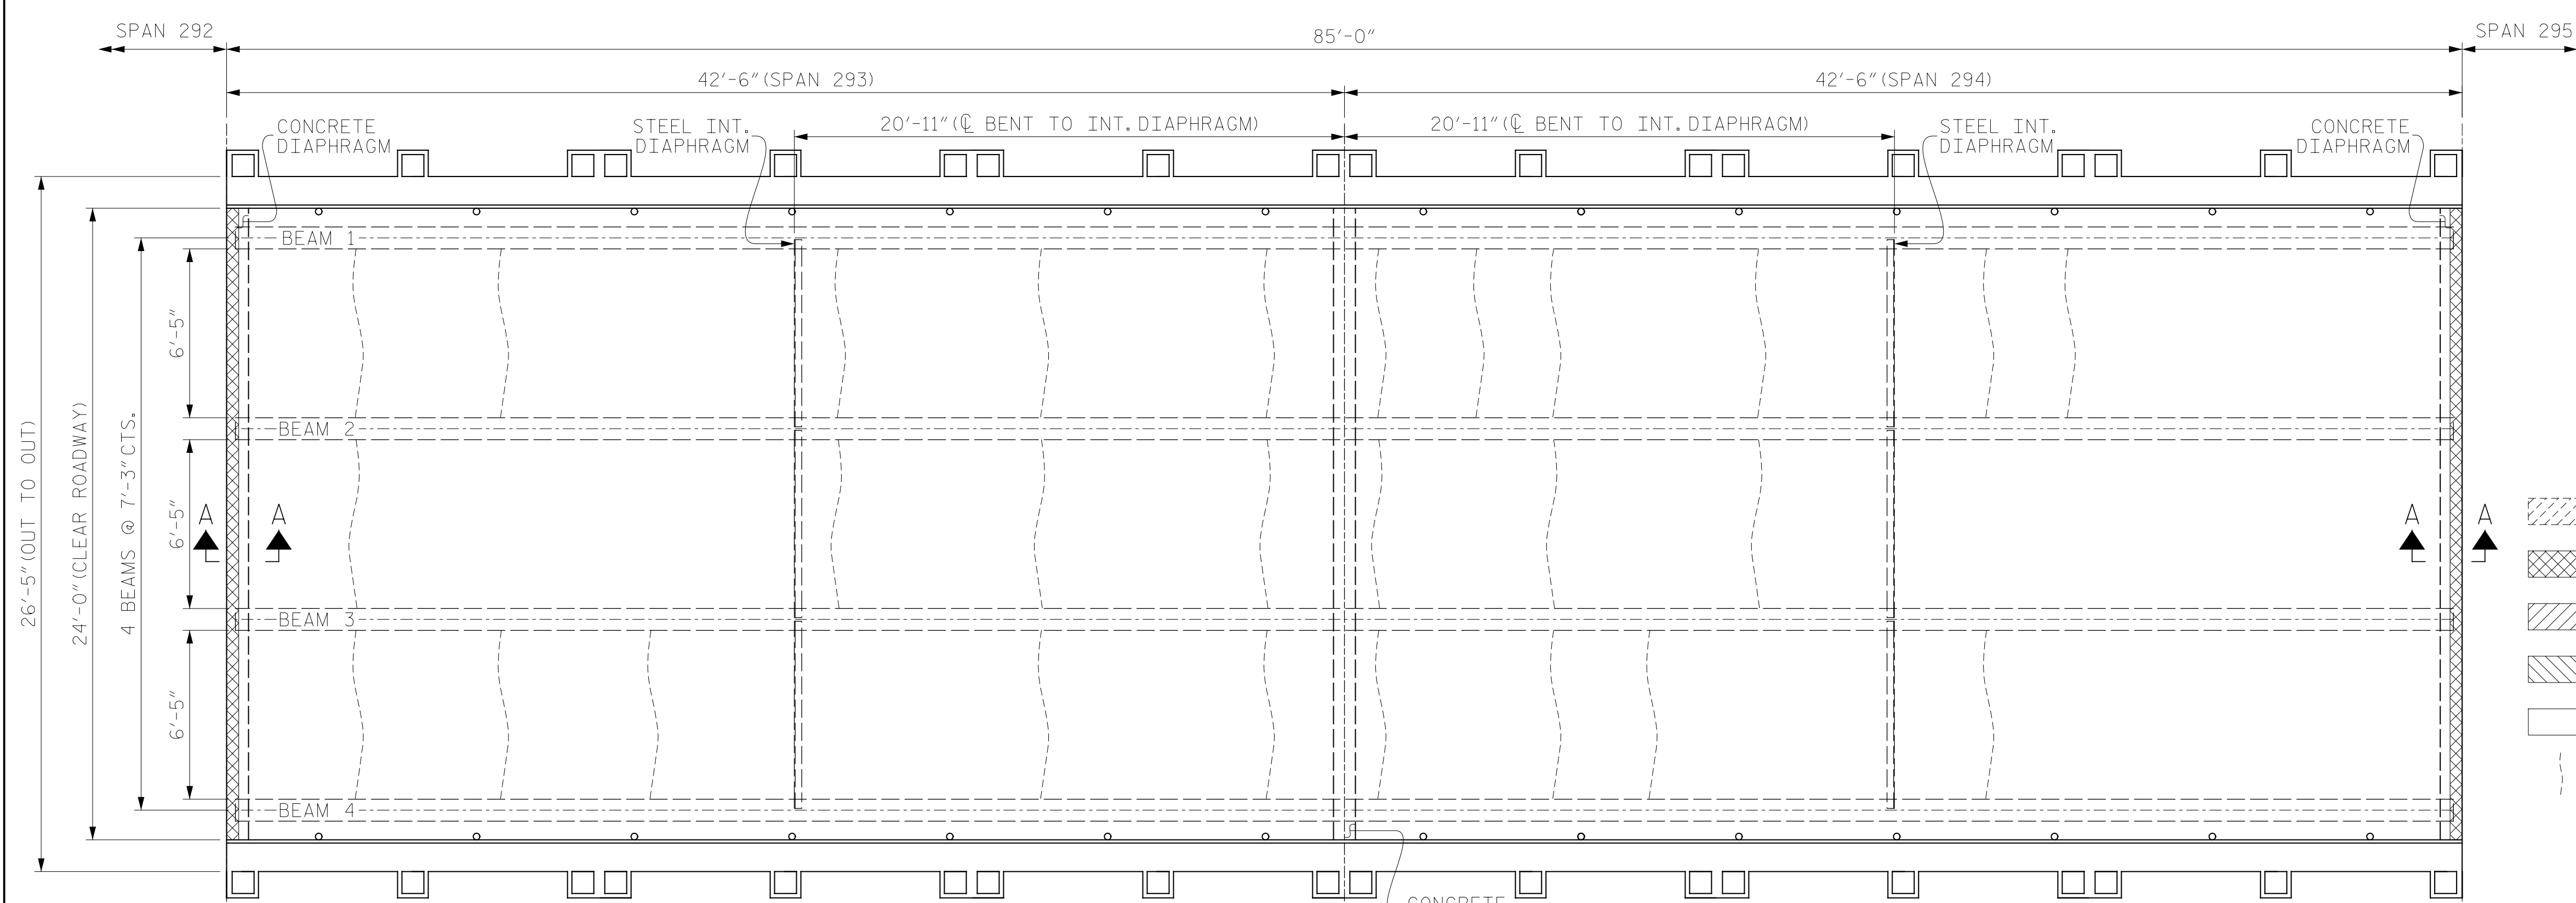 SPAN 292
85'-0"
SPAN 295
42'-6"(SPAN 293)
42'-6"(SPAN 294)
CONCRETE
DIAPHRAGM
STEEL INT.
DIAPHRAGM
20'-11"(℄ BENT TO INT. DIAPHRAGM)
20'-11"(℄ BENT TO INT. DIAPHRAGM)
STEEL INT.
DIAPHRAGM
CONCRETE
DIAPHRAGM
26'-5"(OUT TO OUT)
24'-0"(CLEAR ROADWAY)
4 BEAMS @ 7'-3"CTS.
6'-5"
6'-5"
6'-5"
BEAM 1
BEAM 2
BEAM 3
BEAM 4
A
A
A
A
CONCRETE